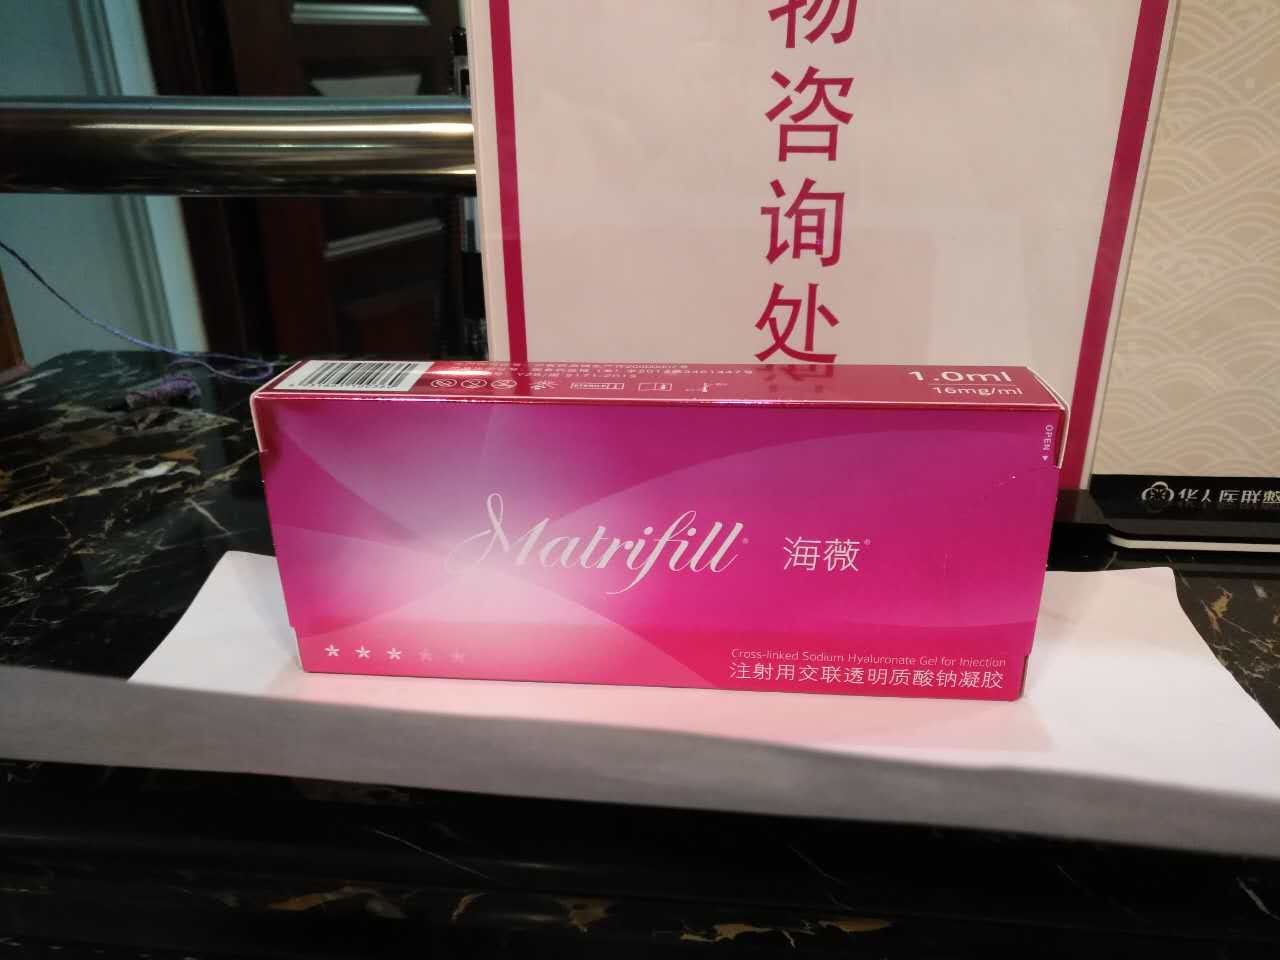 物咨询处
1.0ml
16mg/ml
OPEN
Matrifill® 海薇®
Cross-linked Sodium Hyaluronate Gel for Injection
注射用交联透明质酸钠凝胶
华人医联整